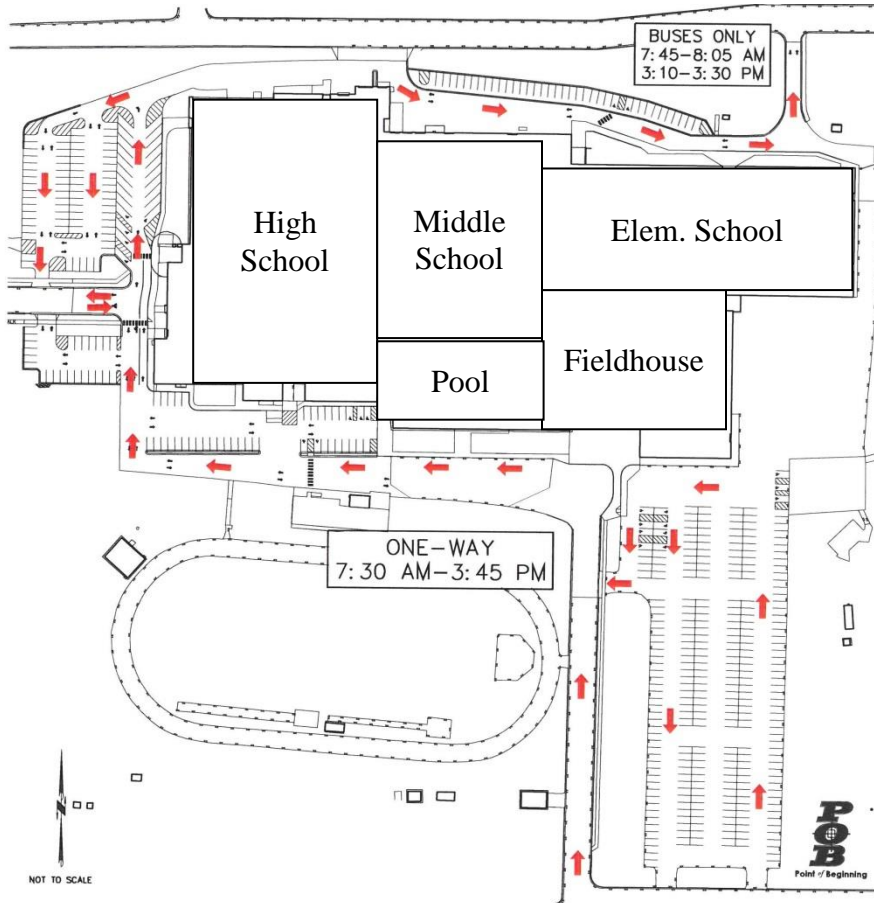 BUSES ONLY
7:45-8:05 AM
3:10-3:30 PM
High
School
Middle
School
Elem. School
Pool
Fieldhouse
ONE-WAY
7:30 AM-3:45 PM
N
NOT TO SCALE
POB
Point of Beginning